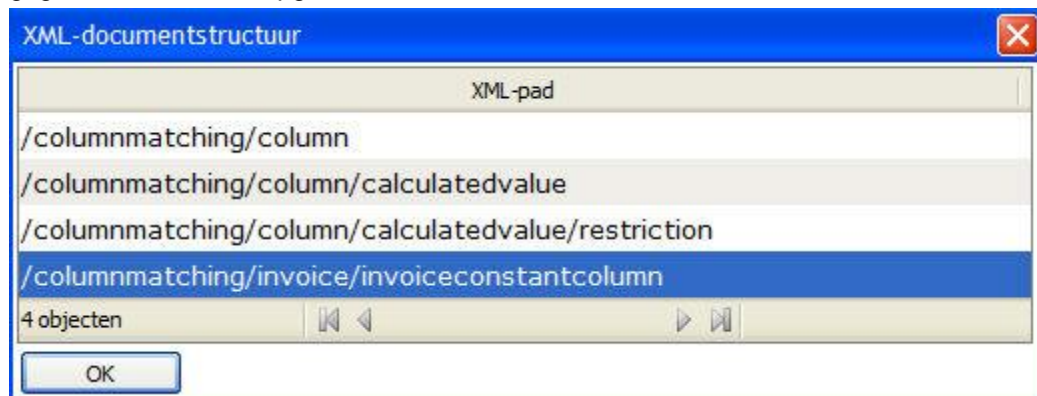 XML-documentstructuur
XML-pad
/columnmatching/column
/columnmatching/column/calculatedvalue
/columnmatching/column/calculatedvalue/restriction
/columnmatching/invoice/invoiceconstantcolumn
4 objecten
OK